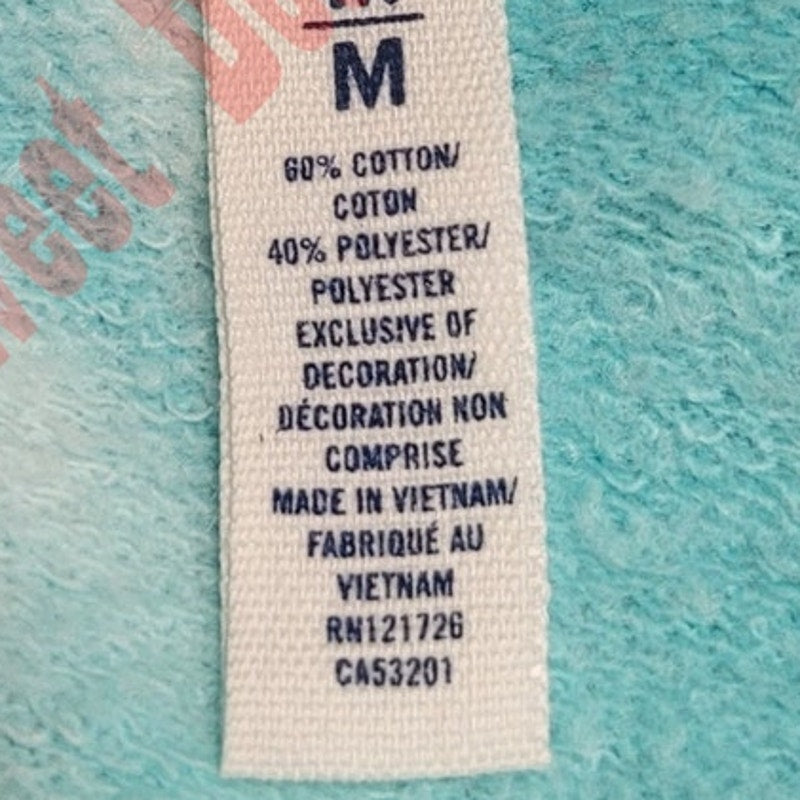 M
60% COTTON/
COTON
40% POLYESTER/
POLYESTER
EXCLUSIVE OF
DECORATION/
DÉCORATION NON
COMPRISE
MADE IN VIETNAM/
FABRIQUÉ AU
VIETNAM
RN121726
CA53201